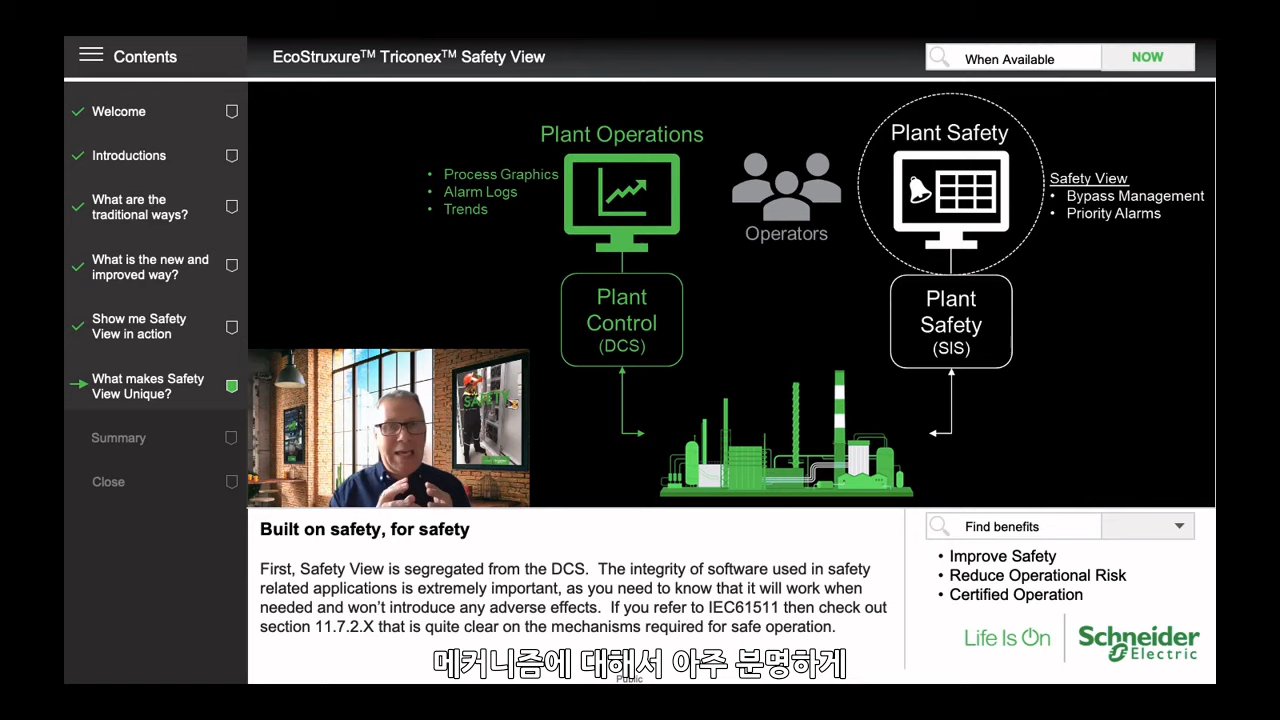 Contents
EcoStruxure™ Triconex™ Safety View
When Available
NOW
Welcome
Introductions
What are the
traditional ways?
What is the new and
improved way?
Show me Safety
View in action
What makes Safety
View Unique?
Summary
Close
Plant Operations
• Process Graphics
• Alarm Logs
• Trends
Operators
Plant Safety
Safety View
• Bypass Management
• Priority Alarms
Plant
Control
(DCS)
Plant
Safety
(SIS)
SAFETY
Built on safety, for safety
First, Safety View is segregated from the DCS. The integrity of software used in safety
related applications is extremely important, as you need to know that it will work when
needed and won't introduce any adverse effects. If you refer to IEC61511 then check out
section 11.7.2.X that is quite clear on the mechanisms required for safe operation.
Find benefits
• Improve Safety
• Reduce Operational Risk
• Certified Operation
Life Is On
Schneider
Electric
메커니즘에 대해서 아주 분명하게
Public